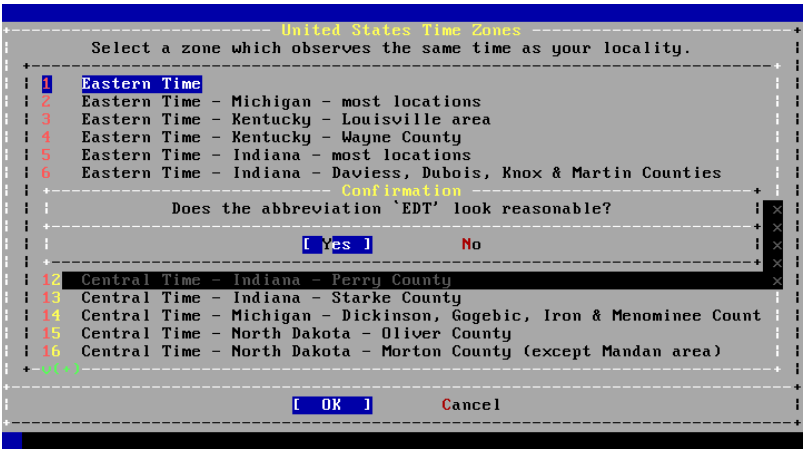 United States Time Zones
Select a zone which observes the same time as your locality.
1 Eastern Time
2 Eastern Time - Michigan - most locations
3 Eastern Time - Kentucky - Louisville area
4 Eastern Time - Kentucky - Wayne County
5 Eastern Time - Indiana - most locations
6 Eastern Time - Indiana - Daviess, Dubois, Knox & Martin Counties
Confirmation
Does the abbreviation `EDT' look reasonable?
[ Yes ] No
12 Central Time - Indiana - Perry County
13 Central Time - Indiana - Starke County
14 Central Time - Michigan - Dickinson, Gogebic, Iron & Menominee Count
15 Central Time - North Dakota - Oliver County
16 Central Time - North Dakota - Morton County (except Mandan area)
v(+)
[ OK ] Cancel